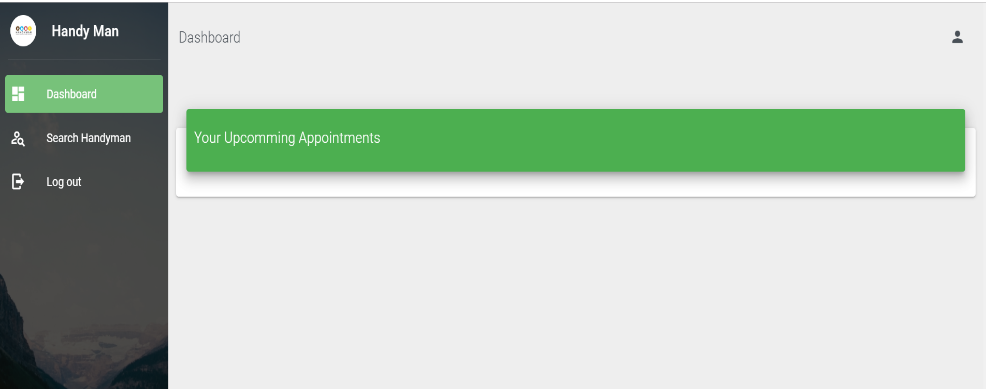 Handy Man
Dashboard
Dashboard
Search Handyman
Log out
Your Upcomming Appointments